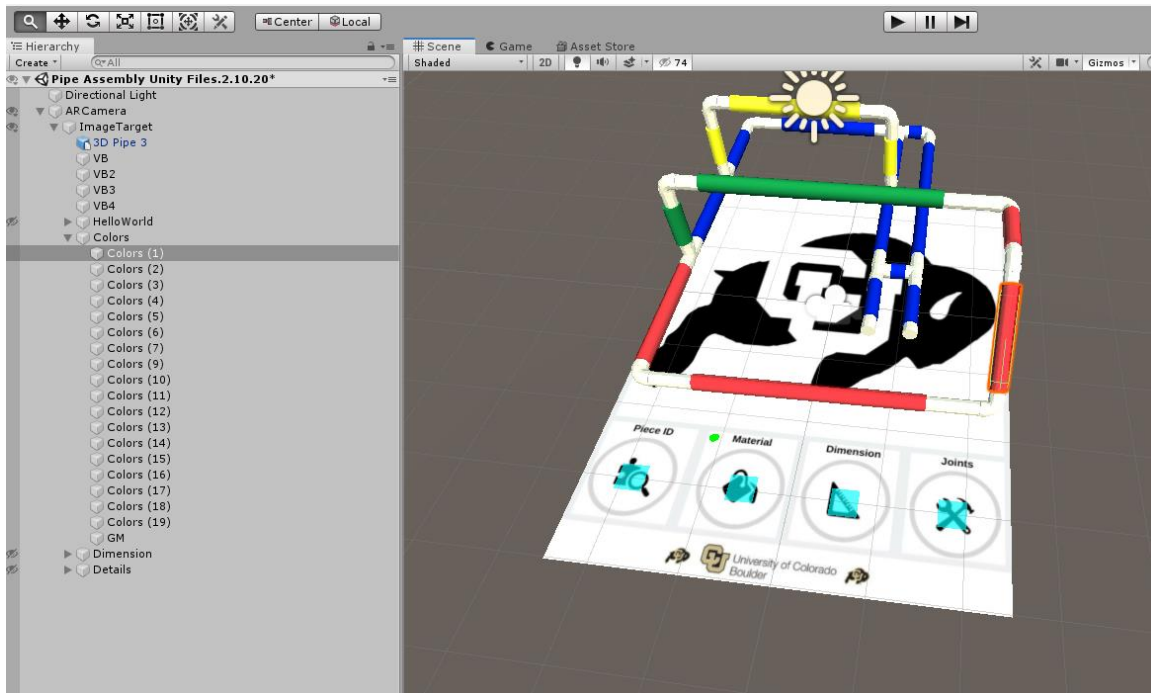 Center Local
Hierarchy
Create All
Pipe Assembly Unity Files.2.10.20*
Directional Light
ARCamera
ImageTarget
3D Pipe 3
VB
VB2
VB3
VB4
HelloWorld
Colors
Colors (1)
Colors (2)
Colors (3)
Colors (4)
Colors (5)
Colors (6)
Colors (7)
Colors (9)
Colors (10)
Colors (11)
Colors (12)
Colors (13)
Colors (14)
Colors (15)
Colors (16)
Colors (17)
Colors (18)
Colors (19)
GM
Dimension
Details
Scene Game Asset Store
Shaded 2D 74 Gizmos
CU
Piece ID Material Dimension Joints
CU University of Colorado
Boulder